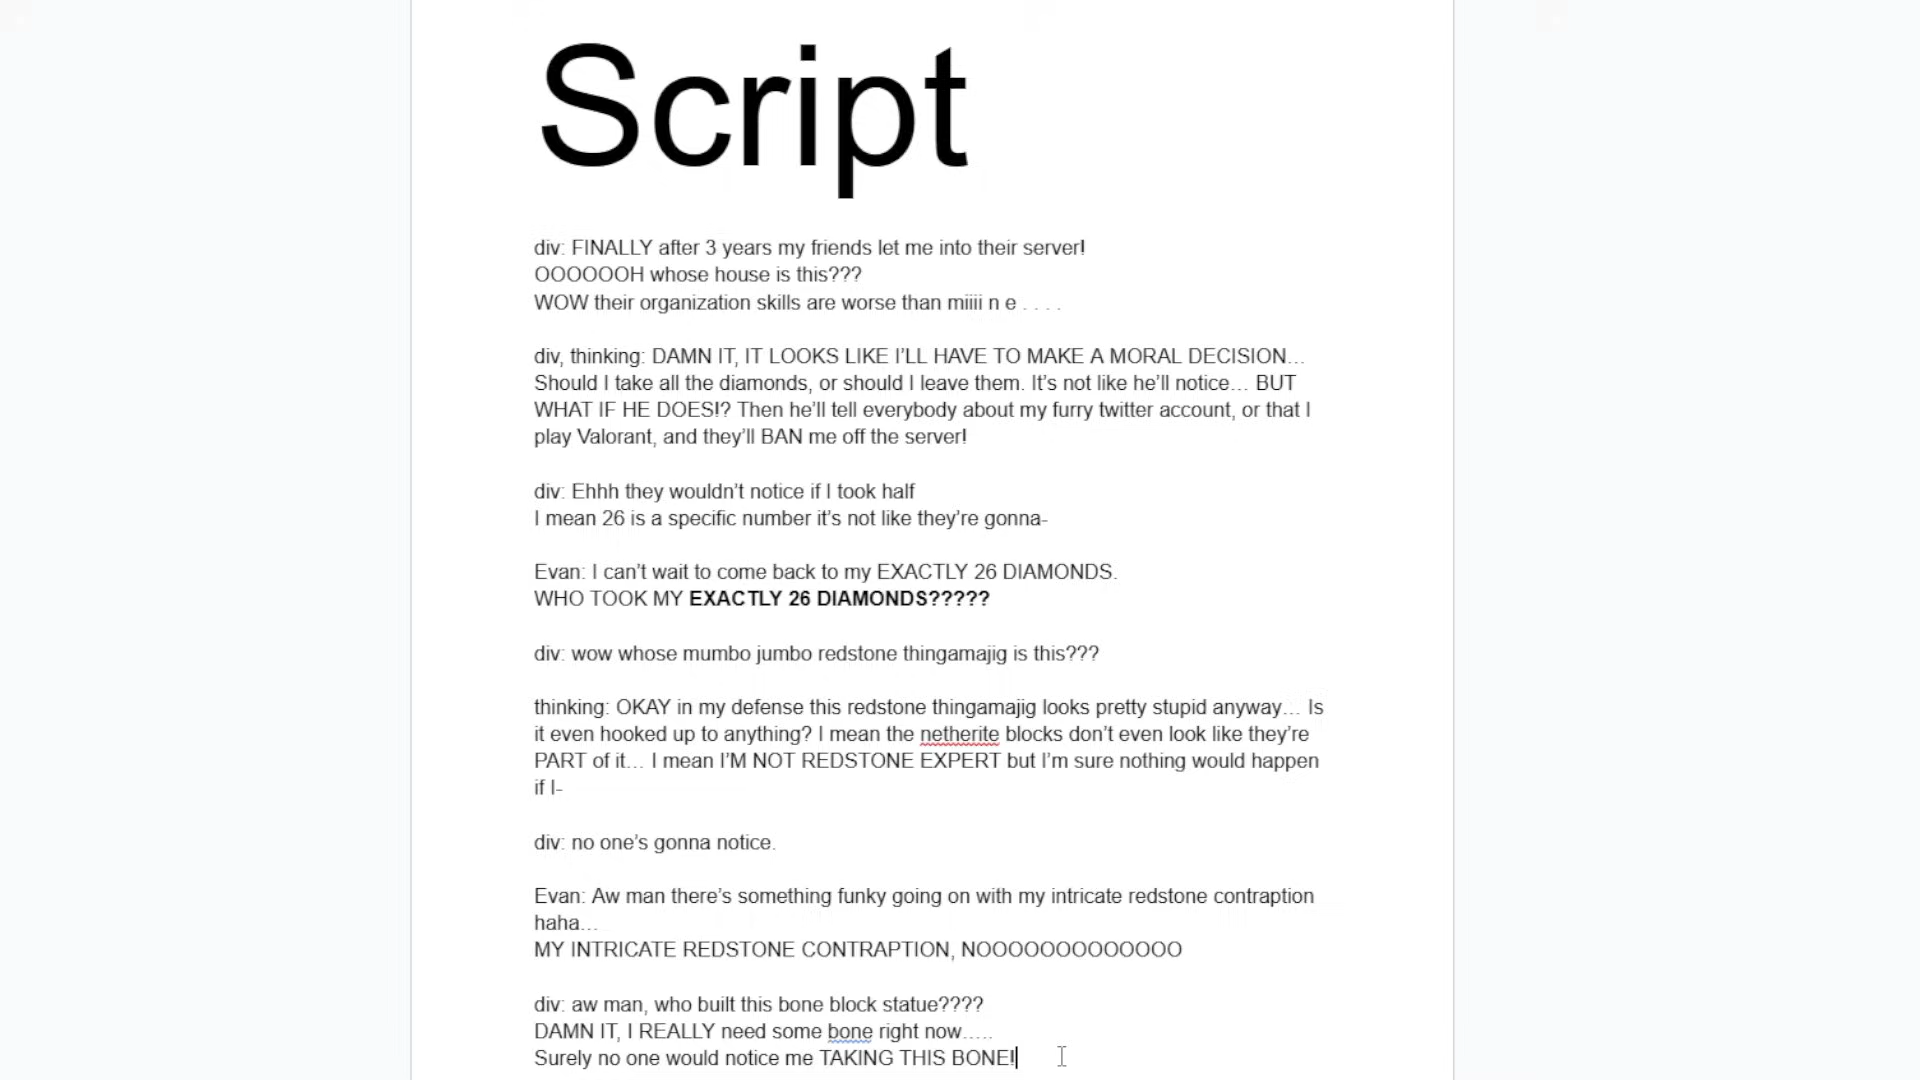 Script
div: FINALLY after 3 years my friends let me into their server!
OOOOOOH whose house is this???
WOW their organization skills are worse than miiii n e . . . .
div, thinking: DAMN IT, IT LOOKS LIKE I’LL HAVE TO MAKE A MORAL DECISION…
Should I take all the diamonds, or should I leave them. It’s not like he’ll notice… BUT
WHAT IF HE DOES!? Then he’ll tell everybody about my furry twitter account, or that I
play Valorant, and they’ll BAN me off the server!
div: Ehhh they wouldn’t notice if I took half
I mean 26 is a specific number it’s not like they’re gonna-
Evan: I can’t wait to come back to my EXACTLY 26 DIAMONDS.
WHO TOOK MY EXACTLY 26 DIAMONDS?????
div: wow whose mumbo jumbo redstone thingamajig is this???
thinking: OKAY in my defense this redstone thingamajig looks pretty stupid anyway… Is
it even hooked up to anything? I mean the netherite blocks don’t even look like they’re
PART of it… I mean I’M NOT REDSTONE EXPERT but I’m sure nothing would happen
if I-
div: no one’s gonna notice.
Evan: Aw man there’s something funky going on with my intricate redstone contraption
haha…
MY INTRICATE REDSTONE CONTRAPTION, NOOOOOOOOOOOOO
div: aw man, who built this bone block statue????
DAMN IT, I REALLY need some bone right now…..
Surely no one would notice me TAKING THIS BONE!